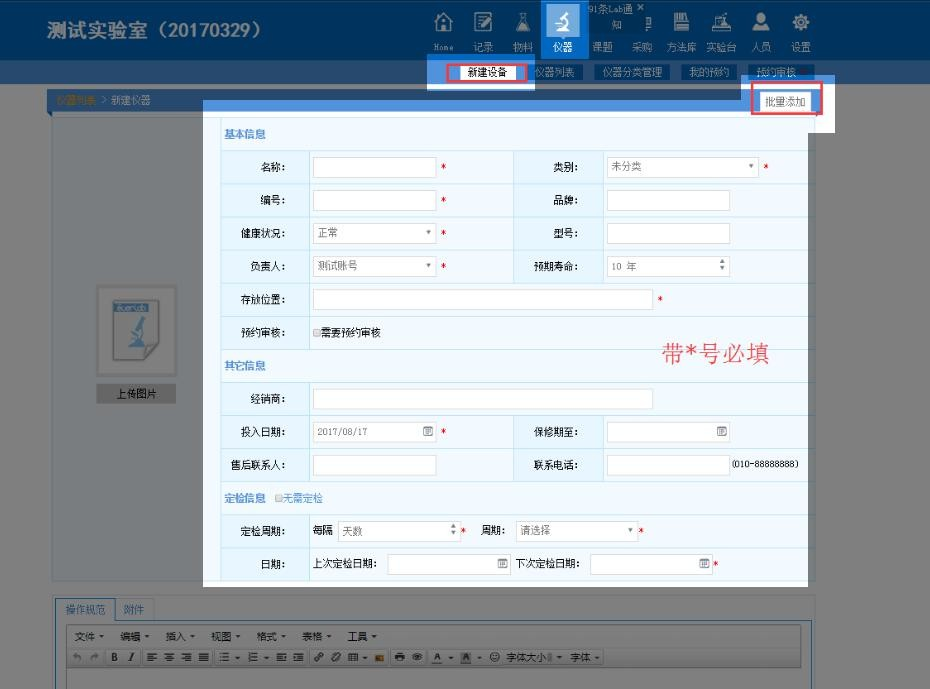 测试实验室（20170329）
91条Lab通知
Home 记录 物料 仪器 课题 采购 方法库 实验台 人员 设置
新建设备 仪器列表 仪器分类管理 我的预约 预约审核
仪器列表 > 新建仪器 批量添加
基本信息
名称： * 类别： 未分类 *
编号： * 品牌：
健康状况： 正常 * 型号：
负责人： 测试账号 * 预期寿命： 10 年
存放位置： *
预约审核： 需要预约审核
带*号必填
其它信息
上传图片
经销商：
投入日期： 2017/08/17 * 保修期至：
售后联系人： 联系电话： (010-88888888)
定检信息 无需定检
定检周期： 每隔 天数 * 周期： 请选择 *
日期： 上次定检日期： 下次定检日期： *
操作规范 附件
文件 编辑 插入 视图 格式 表格 工具
B I A A 字体大小 字体